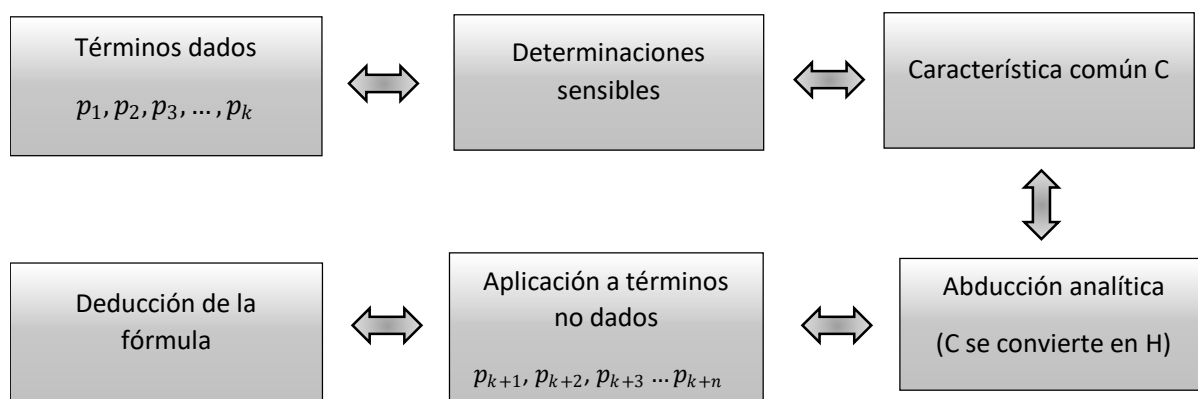 Términos dados
p₁, p₂, p₃, … , pₖ
Determinaciones
sensibles
Característica común C
Deducción de la
fórmula
Aplicación a términos
no dados
pₖ₊₁, pₖ₊₂, pₖ₊₃ … pₖ₊ₙ
Abducción analítica
(C se convierte en H)